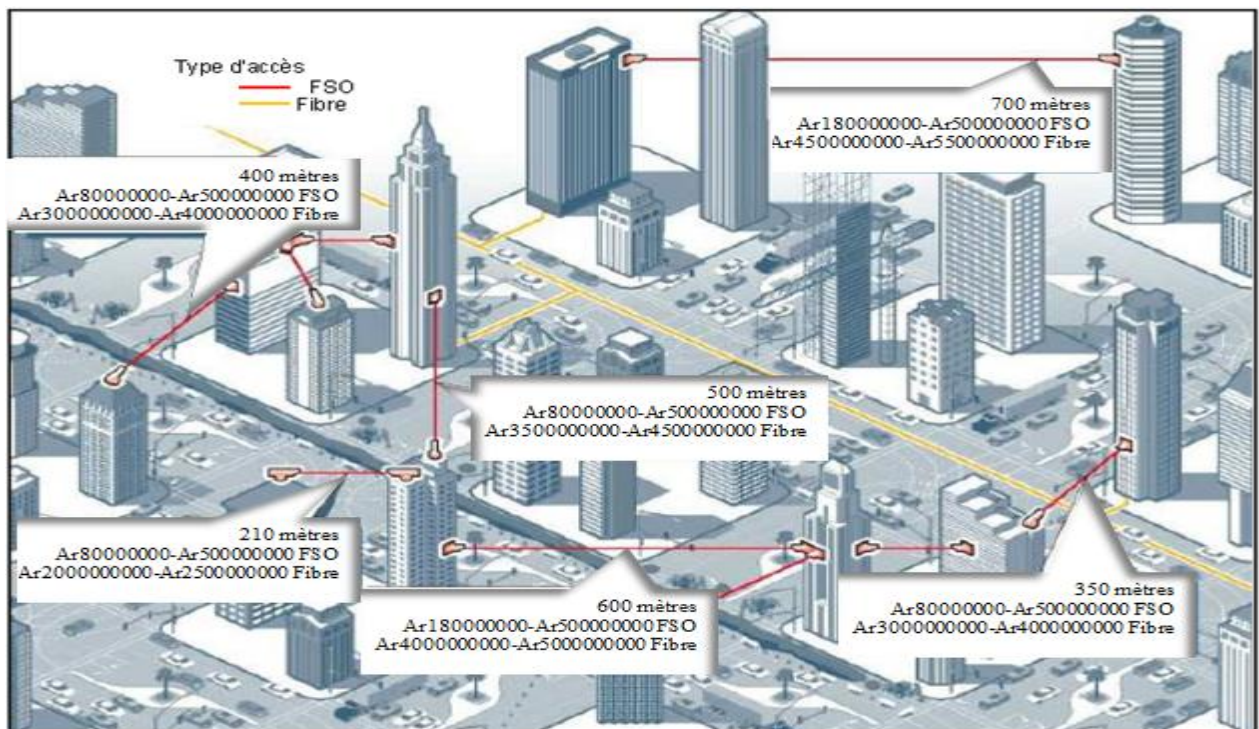 Type d'accès
FSO
Fibre
700 mètres
Ar180000000-Ar500000000 FSO
Ar4500000000-Ar5500000000 Fibre
400 mètres
Ar80000000-Ar500000000 FSO
Ar3000000000-Ar4000000000 Fibre
500 mètres
Ar80000000-Ar500000000 FSO
Ar3500000000-Ar4500000000 Fibre
210 mètres
Ar80000000-Ar500000000 FSO
Ar2000000000-Ar2500000000 Fibre
600 mètres
Ar180000000-Ar500000000 FSO
Ar4000000000-Ar5000000000 Fibre
350 mètres
Ar80000000-Ar500000000 FSO
Ar3000000000-Ar4000000000 Fibre